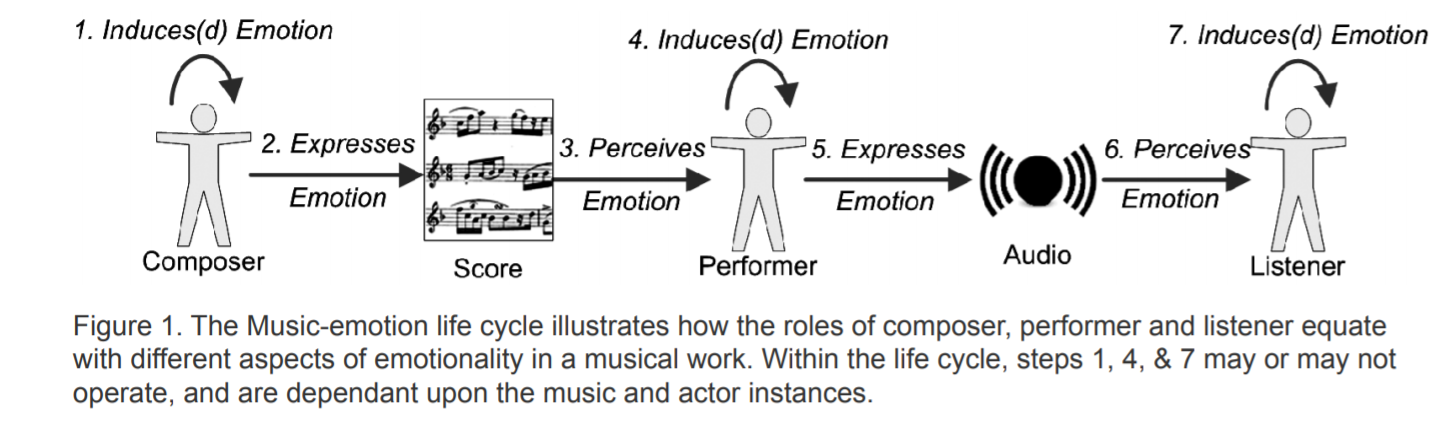 1. Induces(d) Emotion
4. Induces(d) Emotion
7. Induces(d) Emotion
2. Expresses
Emotion
3. Perceives
Emotion
5. Expresses
Emotion
6. Perceives
Emotion
Composer
Score
Performer
Audio
Listener
Figure 1. The Music-emotion life cycle illustrates how the roles of composer, performer and listener equate
with different aspects of emotionality in a musical work. Within the life cycle, steps 1, 4, & 7 may or may not
operate, and are dependant upon the music and actor instances.